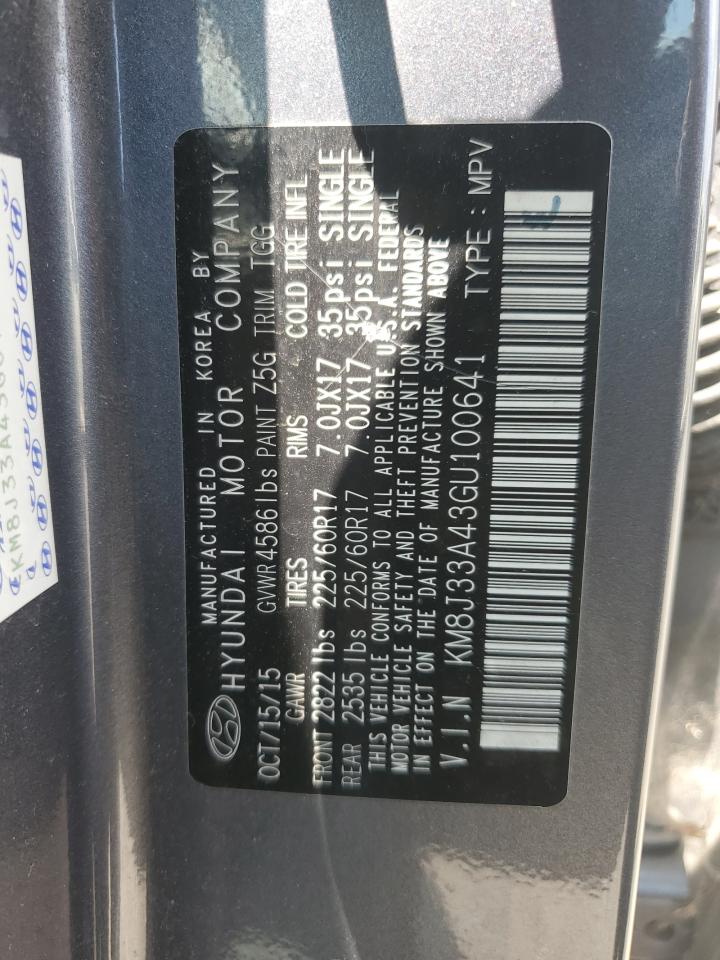 MANUFACTURED IN KOREA BY
HYUNDAI MOTOR COMPANY
OCT/15/15 GVWR 4586 lbs PAINT Z5G TRIM TGG
GAWR TIRES RIMS COLD TIRE INFL
FRONT 2822 lbs 225/60R17 7.0JX17 35psi SINGLE
REAR 2535 lbs 225/60R17 7.0JX17 35psi SINGLE
THIS VEHICLE CONFORMS TO ALL APPLICABLE U.S.A. FEDERAL
MOTOR VEHICLE SAFETY AND THEFT PREVENTION STANDARDS
IN EFFECT ON THE DATE OF MANUFACTURE SHOWN ABOVE
V.I.N KM8J33A43GU100641 TYPE : MPV
KM8J33A43GU